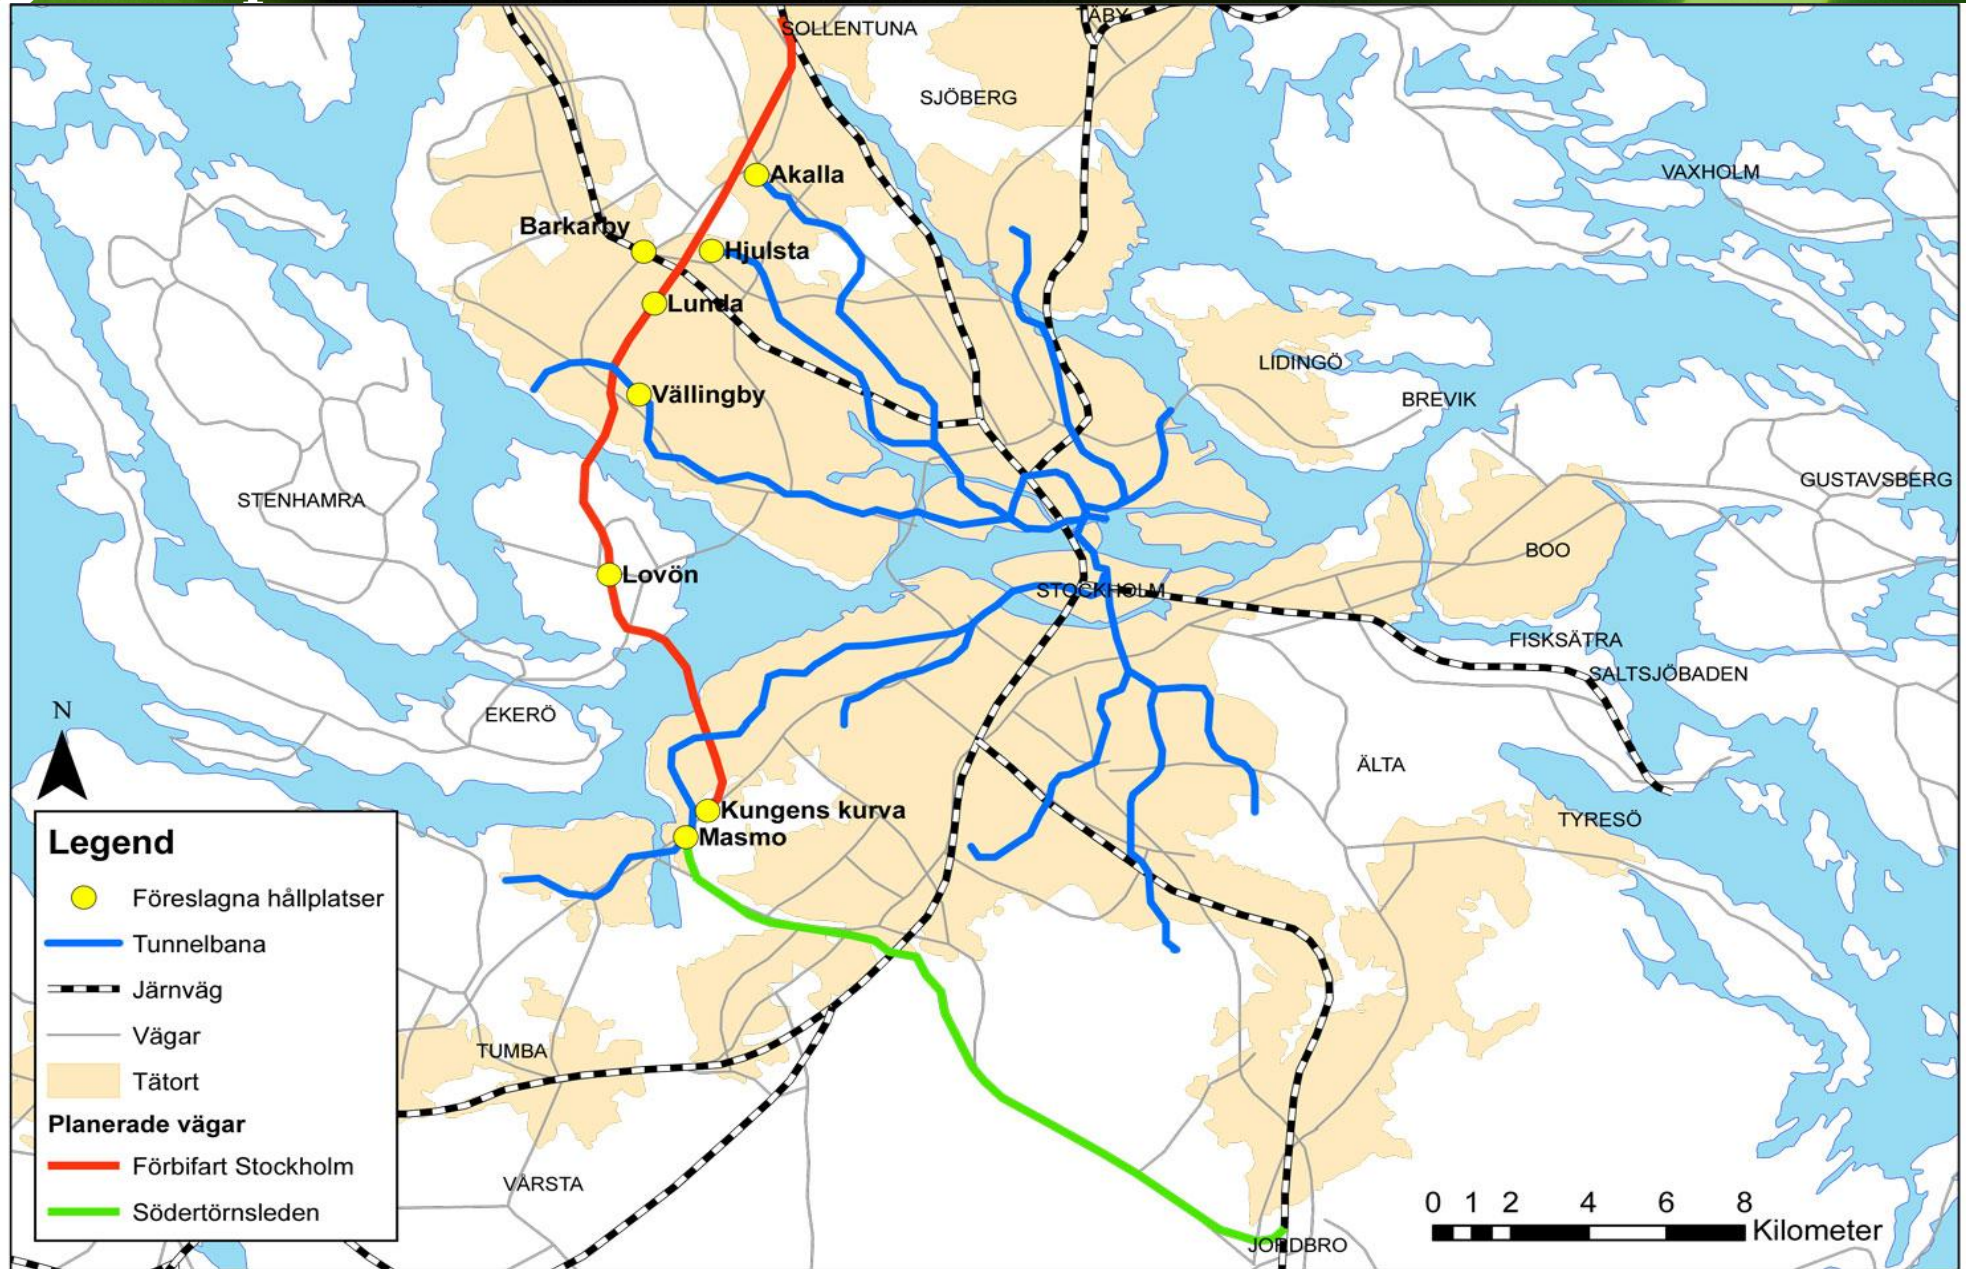 TÄBY
SOLLENTUNA
SJÖBERG
VAXHOLM
Akalla
Barkarby
Hjulsta
Lunda
LIDINGÖ
Vällingby
BREVIK
STENHAMRA
GUSTAVSBERG
BOO
Lovön
STOCKHOLM
FISKSÄTRA
SALTSJÖBADEN
N
EKERÖ
ÄLTA
Kungens kurva
TYRESÖ
Masmo
Legend
Föreslagna hållplatser
Tunnelbana
Järnväg
Vägar
Tätort
Planerade vägar
Förbifart Stockholm
Södertörnsleden
TUMBA
VÅRSTA
JORDBRO
0 1 2 4 6 8
Kilometer